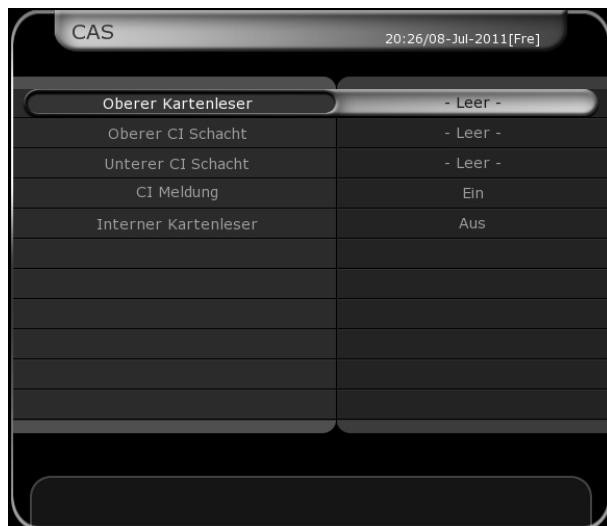 CAS
20:26/08-Jul-2011[Fre]
Oberer Kartenleser - Leer -
Oberer CI Schacht - Leer -
Unterer CI Schacht - Leer -
CI Meldung Ein
Interner Kartenleser Aus